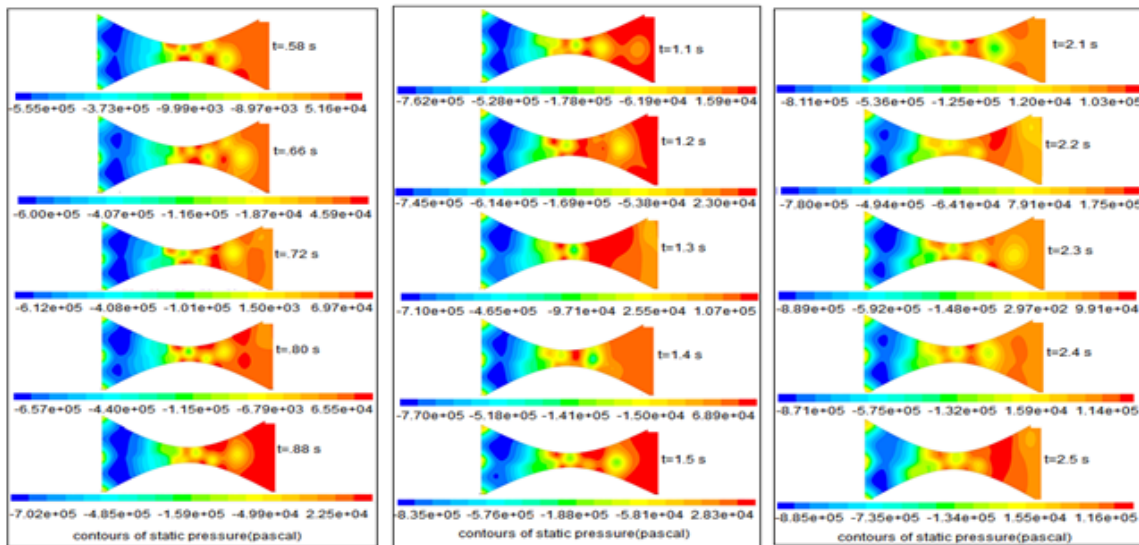 t=.58 s
-5.55e+05 -3.73e+05 -9.99e+03 -8.97e+03 5.16e+04
t=.66 s
-6.00e+05 -4.07e+05 -1.16e+05 -1.87e+04 4.59e+04
t=.72 s
-6.12e+05 -4.08e+05 -1.01e+05 1.50e+03 6.97e+04
t=.80 s
-6.57e+05 -4.40e+05 -1.15e+05 -6.79e+03 6.55e+04
t=.88 s
-7.02e+05 -4.85e+05 -1.59e+05 -4.99e+04 2.25e+04
contours of static pressure(pascal)
t=1.1 s
-7.62e+05 -5.28e+05 -1.78e+05 -6.19e+04 1.59e+04
t=1.2 s
-7.45e+05 -6.14e+05 -1.69e+05 -5.38e+04 2.30e+04
t=1.3 s
-7.10e+05 -4.65e+05 -9.71e+04 2.55e+04 1.07e+05
t=1.4 s
-7.70e+05 -5.18e+05 -1.41e+05 -1.50e+04 6.89e+04
t=1.5 s
-8.35e+05 -5.76e+05 -1.88e+05 -5.81e+04 2.83e+04
contours of static pressure(pascal)
t=2.1 s
-8.11e+05 -5.36e+05 -1.25e+05 1.20e+04 1.03e+05
t=2.2 s
-7.80e+05 -4.94e+05 -6.41e+04 7.91e+04 1.75e+05
t=2.3 s
-8.89e+05 -5.92e+05 -1.48e+05 2.97e+02 9.91e+04
t=2.4 s
-8.71e+05 -5.75e+05 -1.32e+05 1.59e+04 1.14e+05
t=2.5 s
-8.85e+05 -7.35e+05 -1.34e+05 1.55e+04 1.16e+05
contours of static pressure(pascal)